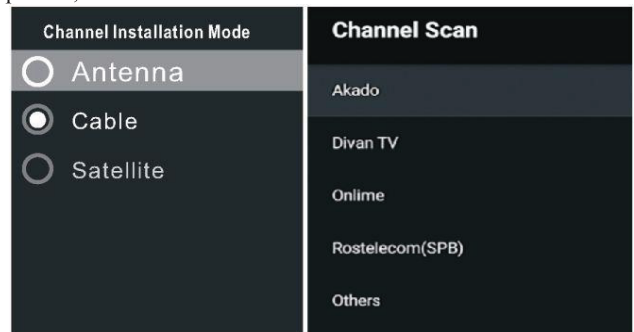 Channel Installation Mode
Antenna
Cable
Satellite
Channel Scan
Akado
Divan TV
Onlime
Rostelecom(SPB)
Others